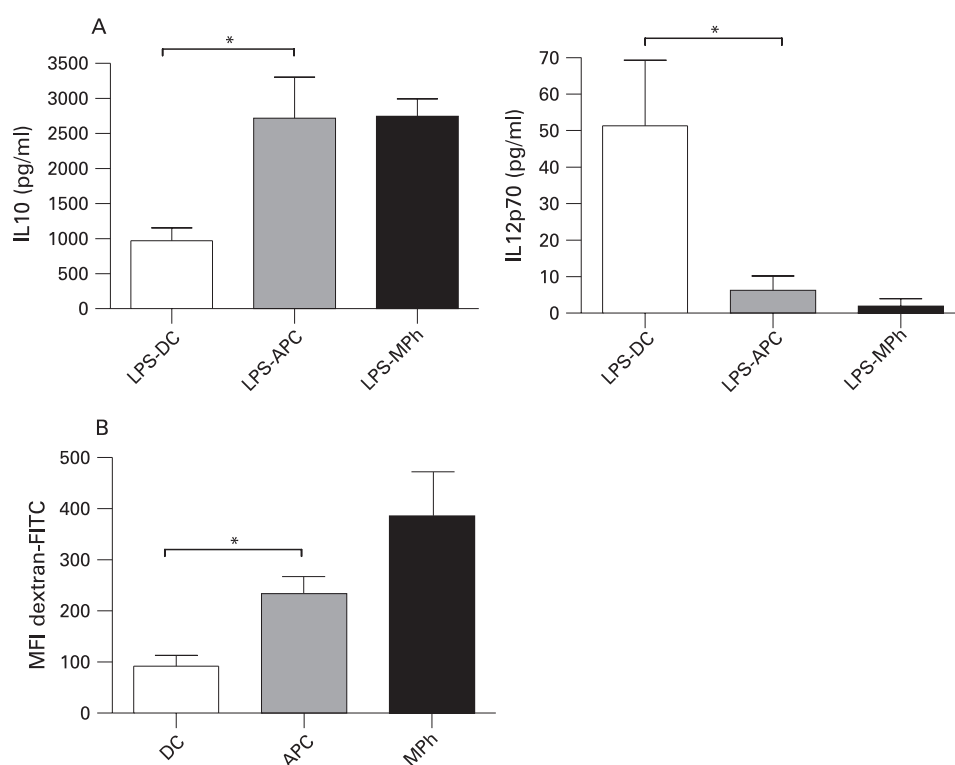 A
*
IL10 (pg/ml)
3500
3000
2500
2000
1500
1000
500
0
LPS-DC
LPS-APC
LPS-MPh
*
IL12p70 (pg/ml)
70
60
50
40
30
20
10
0
LPS-DC
LPS-APC
LPS-MPh
B
*
MFI dextran-FITC
500
400
300
200
100
0
DC
APC
MPh